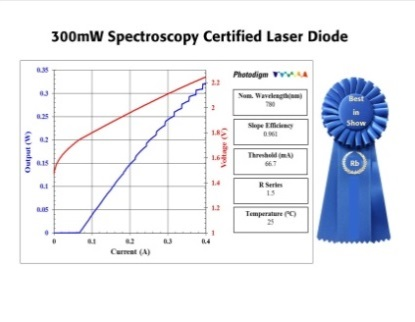 300mW Spectroscopy Certified Laser Diode
Photodigm
0.35
0.3
0.25
0.2
0.15
0.1
0.05
0
Output (W)
0
0.1
0.2
0.3
0.4
Current (A)
2.2
2
1.8
1.6
1.4
1.2
1
Voltage (V)
Nom. Wavelength(nm)
780
Slope Efficiency
0.961
Threshold (mA)
66.7
R Series
1.5
Temperature (°C)
25
Best
in
Show
Rb